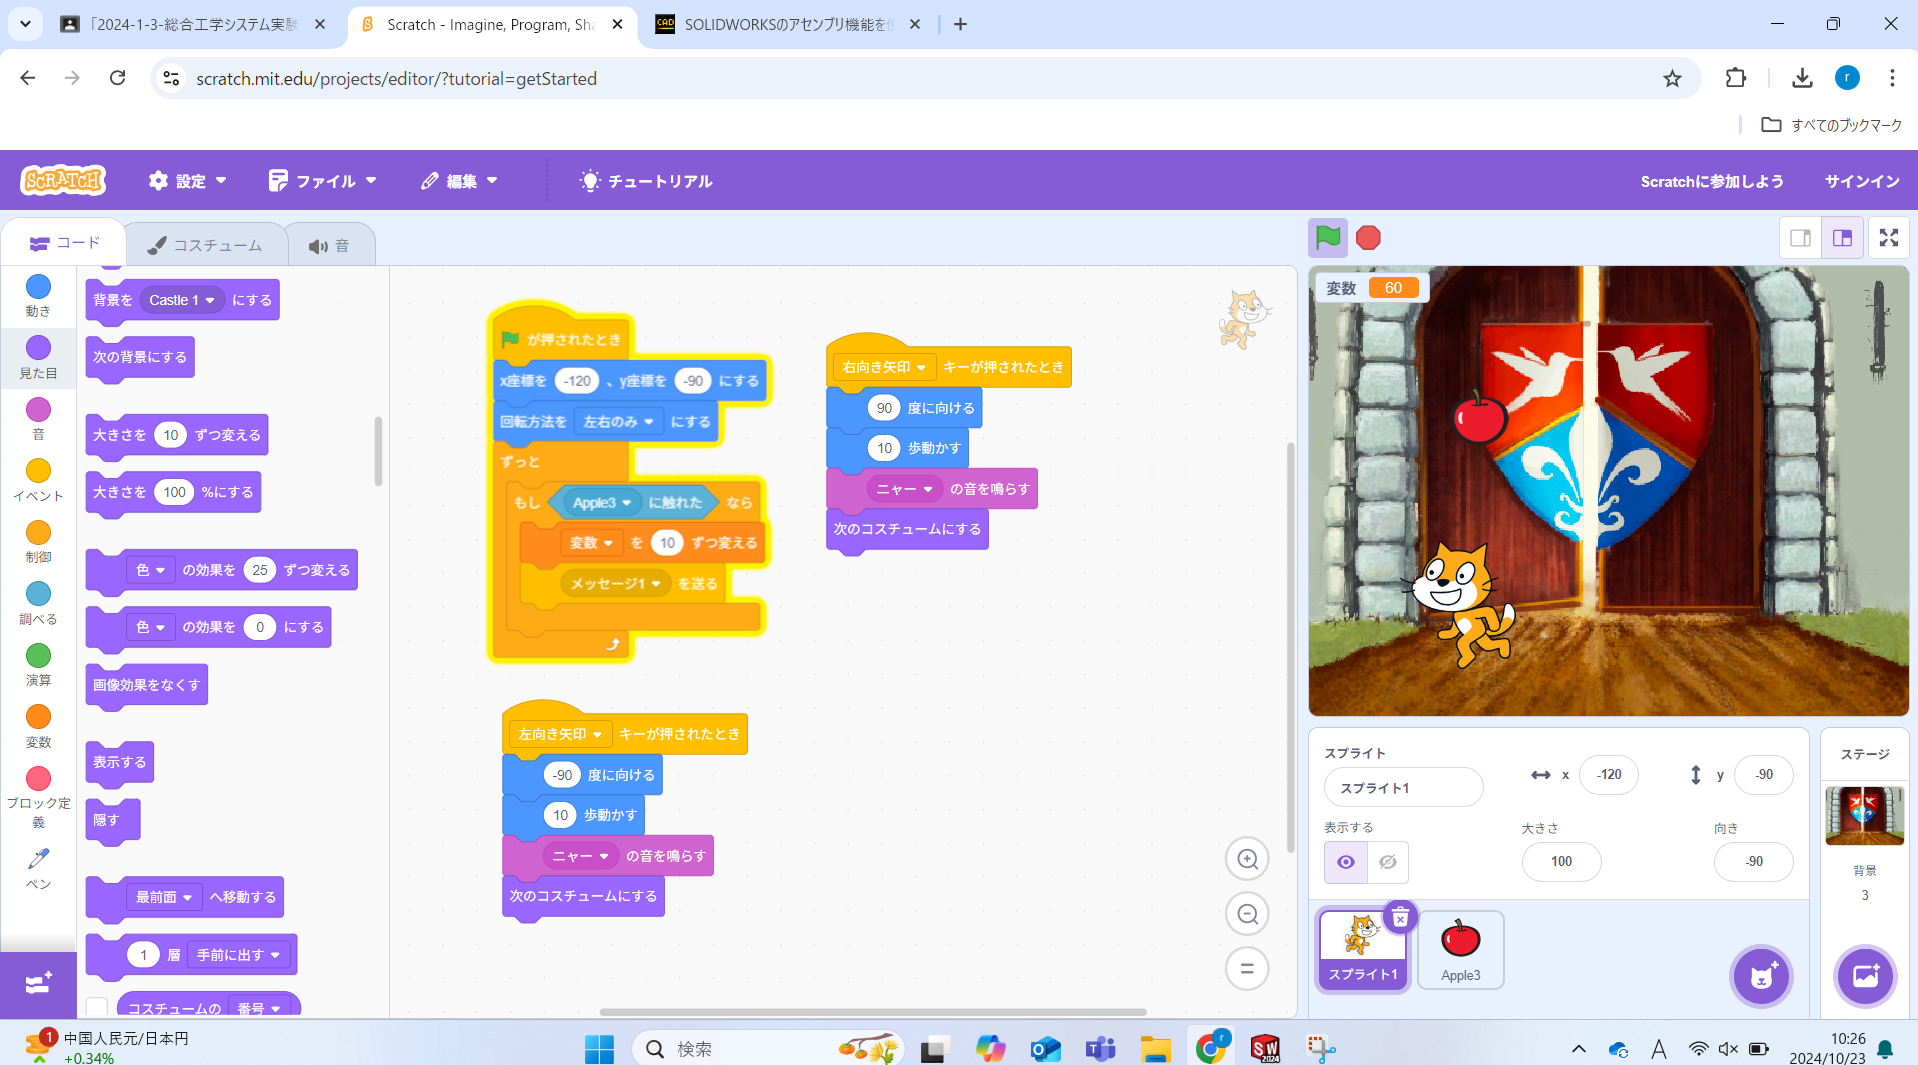 「2024-1-3-総合工学システム実験
Scratch - Imagine, Program, Sha
CAD
SOLIDWORKSのアセンブリ機能を
scratch.mit.edu/projects/editor/?tutorial=getStarted
r
すべてのブックマーク
SCRATCH
設定
ファイル
編集
チュートリアル
Scratchに参加しよう
サインイン
コード
コスチューム
音
動き
見た目
音
イベント
制御
調べる
演算
変数
ブロック定
義
ペン
背景を Castle 1 にする
次の背景にする
大きさを 10 ずつ変える
大きさを 100 %にする
色 の効果を 25 ずつ変える
色 の効果を 0 にする
画像効果をなくす
表示する
隠す
最前面 へ移動する
1 層 手前に出す
コスチュームの 番号
が押されたとき
x座標を -120 、y座標を -90 にする
回転方法を 左右のみ にする
ずっと
もし Apple3 に触れた なら
変数 を 10 ずつ変える
メッセージ1 を送る
左向き矢印 キーが押されたとき
-90 度に向ける
10 歩動かす
ニャー の音を鳴らす
次のコスチュームにする
右向き矢印 キーが押されたとき
90 度に向ける
10 歩動かす
ニャー の音を鳴らす
次のコスチュームにする
変数 60
スプライト
スプライト1
x -120
y -90
表示する
大きさ
100
向き
-90
スプライト1
Apple3
ステージ
背景
3
1
中国人民元/日本円
+0.34%
検索
r
SW
2024
A
10:26
2024/10/23